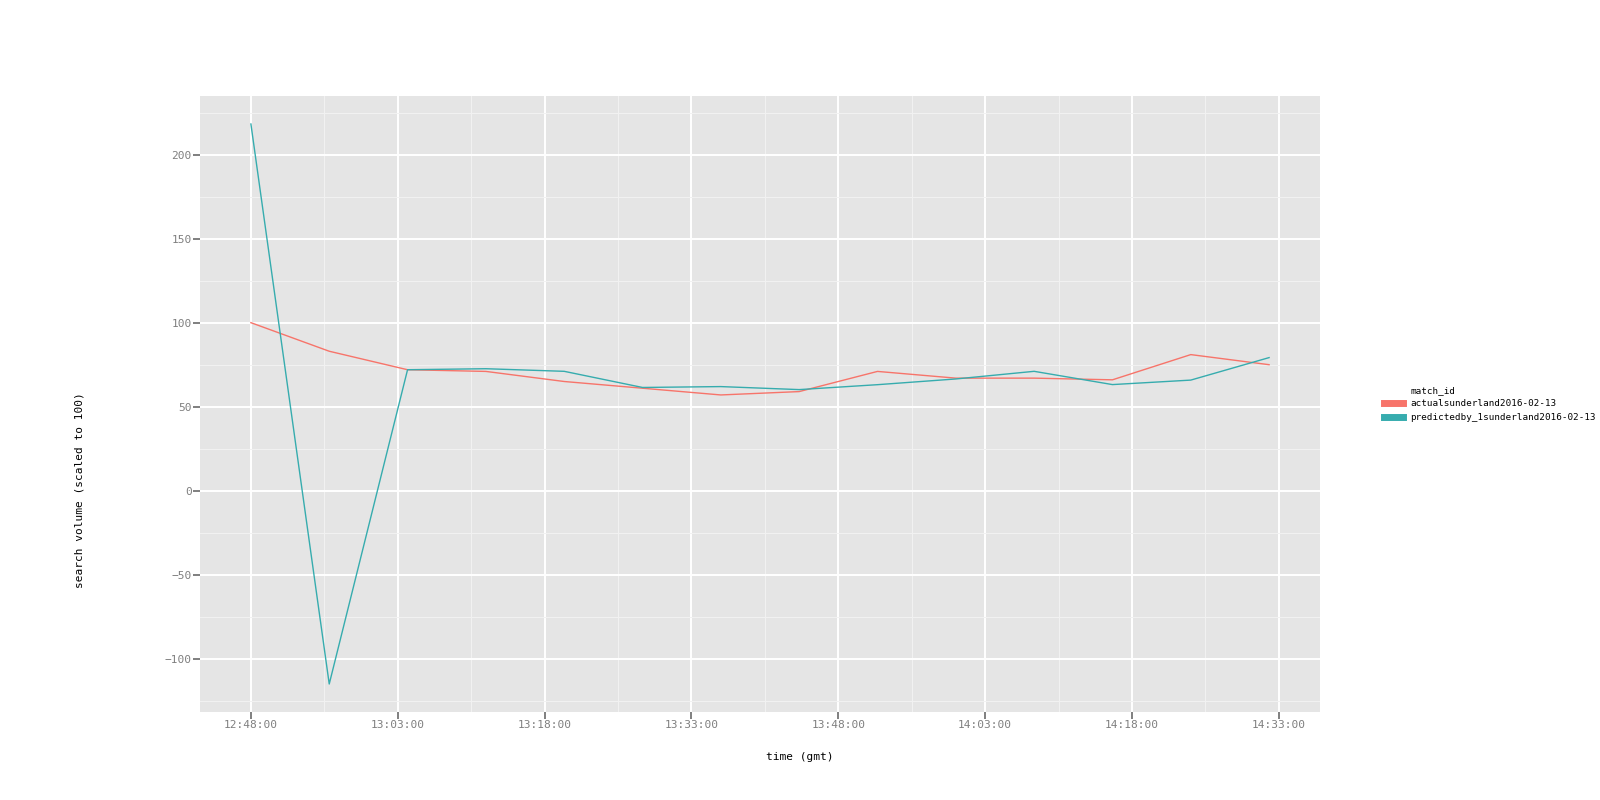 200
150
100
50
0
−50
−100
search volume (scaled to 100)
12:48:00 13:03:00 13:18:00 13:33:00 13:48:00 14:03:00 14:18:00 14:33:00
time (gmt)
match_id
actualsunderland2016-02-13
predictedby_1sunderland2016-02-13